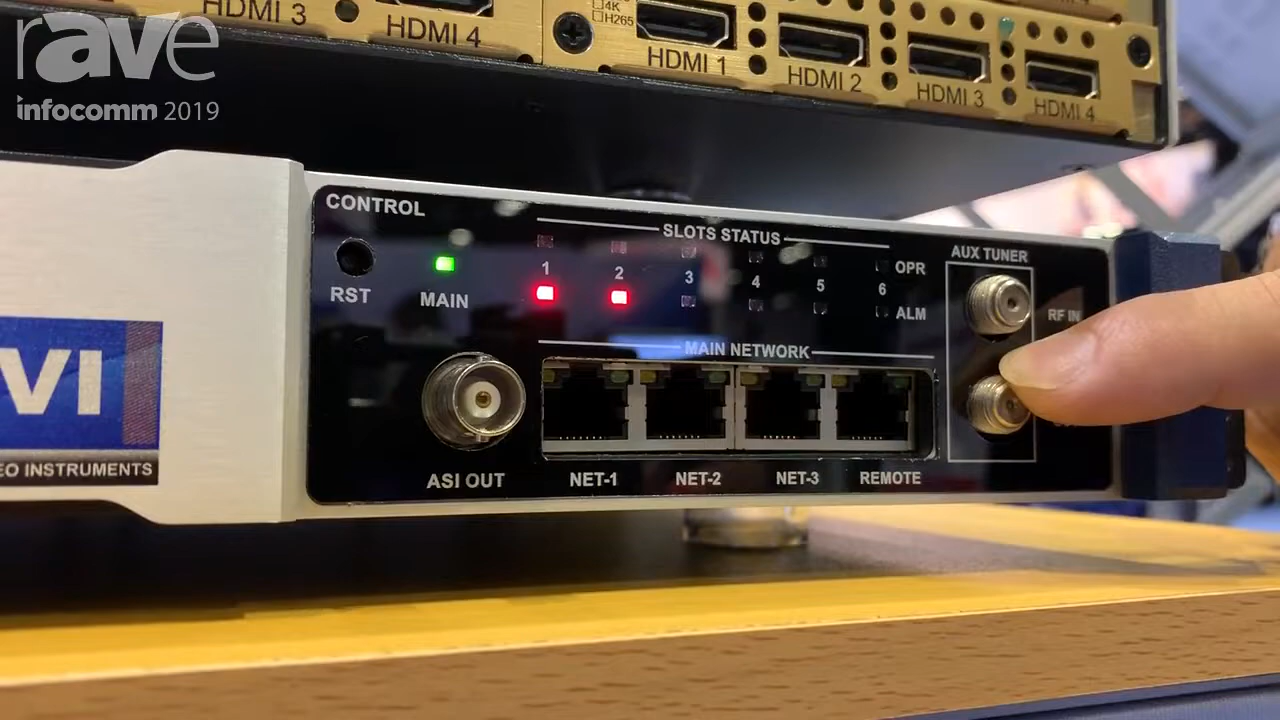 rave
infocomm 2019
HDMI 3
HDMI 4
4K
H265
HDMI 1
HDMI 2
HDMI 3
HDMI 4
CONTROL
SLOTS STATUS
AUX TUNER
1 2 3 4 5 6
OPR
RST
MAIN
ALM
RF IN
MAIN NETWORK
VI
EO INSTRUMENTS
ASI OUT
NET-1
NET-2
NET-3
REMOTE